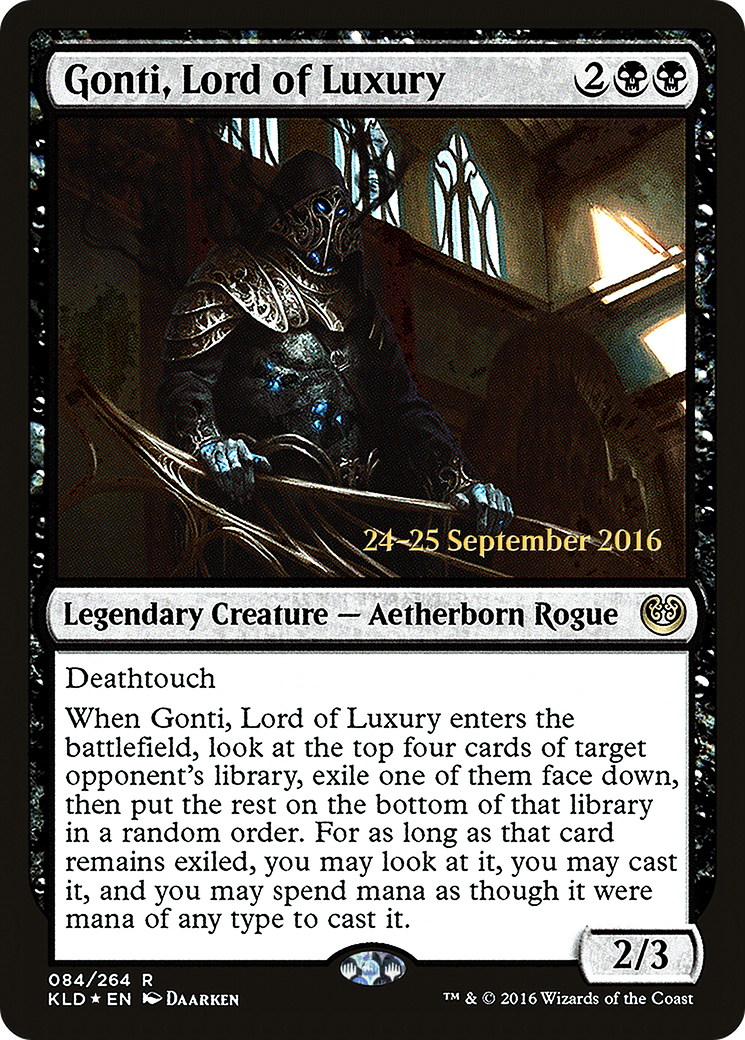 Gonti, Lord of Luxury 2
24–25 September 2016
Legendary Creature — Aetherborn Rogue
Deathtouch
When Gonti, Lord of Luxury enters the
battlefield, look at the top four cards of target
opponent's library, exile one of them face down,
then put the rest on the bottom of that library
in a random order. For as long as that card
remains exiled, you may look at it, you may cast
it, and you may spend mana as though it were
mana of any type to cast it.
2/3
084/264 R
KLD ★ EN Daarken
™ & © 2016 Wizards of the Coast